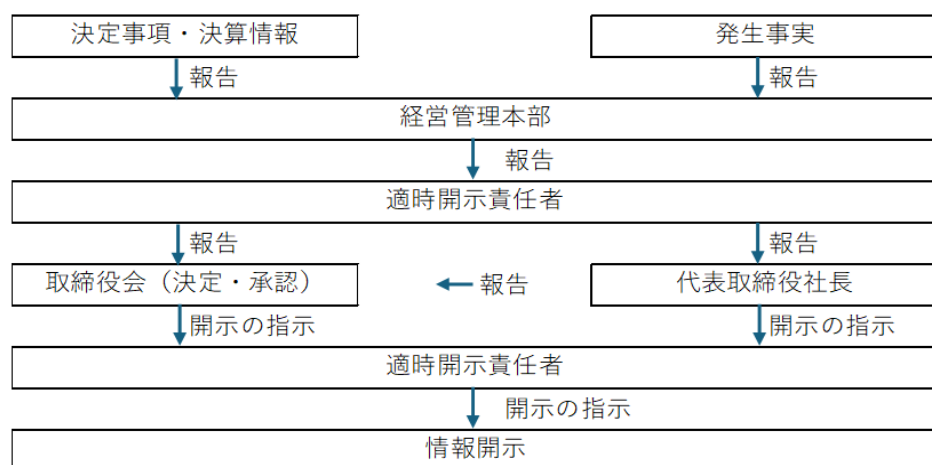 決定事項・決算情報
発生事実
報告
報告
経営管理本部
報告
適時開示責任者
報告
報告
取締役会（決定・承認）
報告
代表取締役社長
開示の指示
開示の指示
適時開示責任者
開示の指示
情報開示